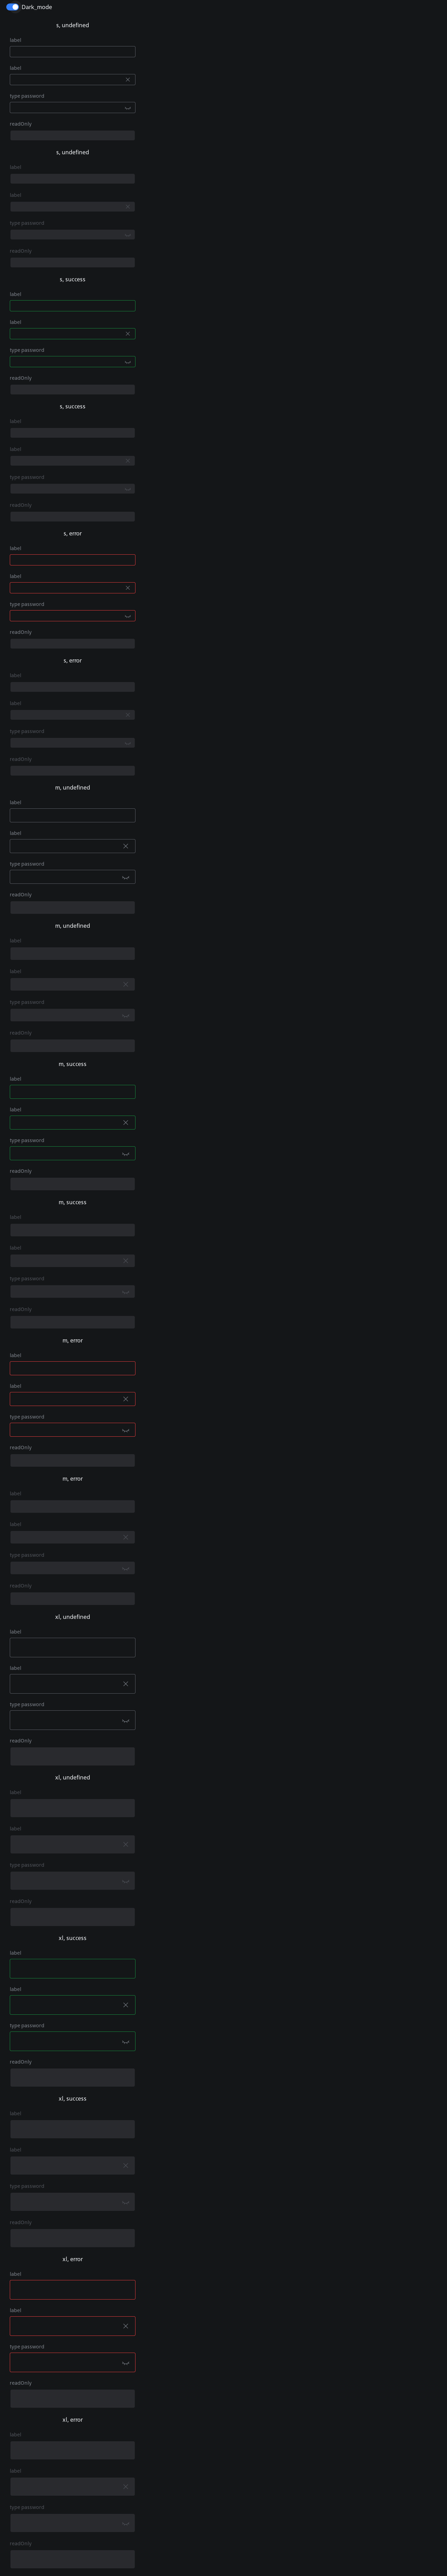 Dark_mode
s, undefined
label
label
type password
readOnly
s, undefined
label
label
type password
readOnly
s, success
label
label
type password
readOnly
s, success
label
label
type password
readOnly
s, error
label
label
type password
readOnly
s, error
label
label
type password
readOnly
m, undefined
label
label
type password
readOnly
m, undefined
label
label
type password
readOnly
m, success
label
label
type password
readOnly
m, success
label
label
type password
readOnly
m, error
label
label
type password
readOnly
m, error
label
label
type password
readOnly
xl, undefined
label
label
type password
readOnly
xl, undefined
label
label
type password
readOnly
xl, success
label
label
type password
readOnly
xl, success
label
label
type password
readOnly
xl, error
label
label
type password
readOnly
xl, error
label
label
type password
readOnly